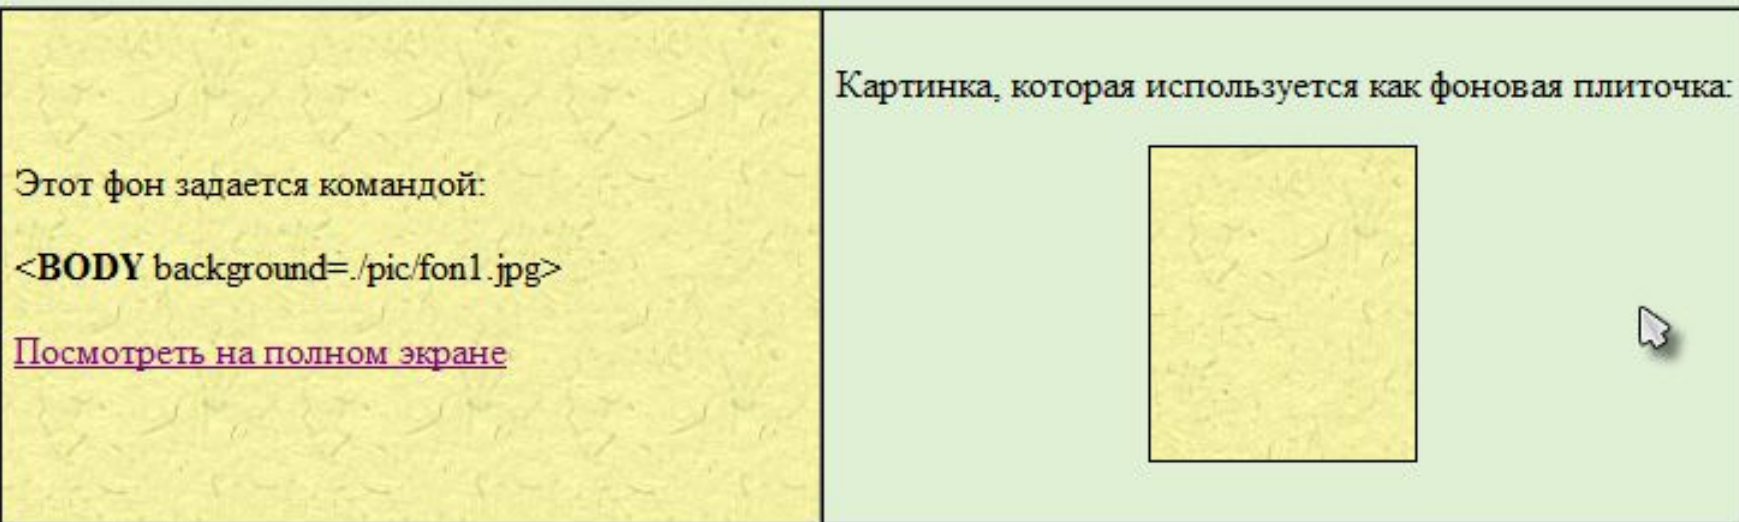 Этот фон задается командой:
<BODY background=./pic/fon1.jpg>
Посмотреть на полном экране
Картинка, которая используется как фоновая плиточка: